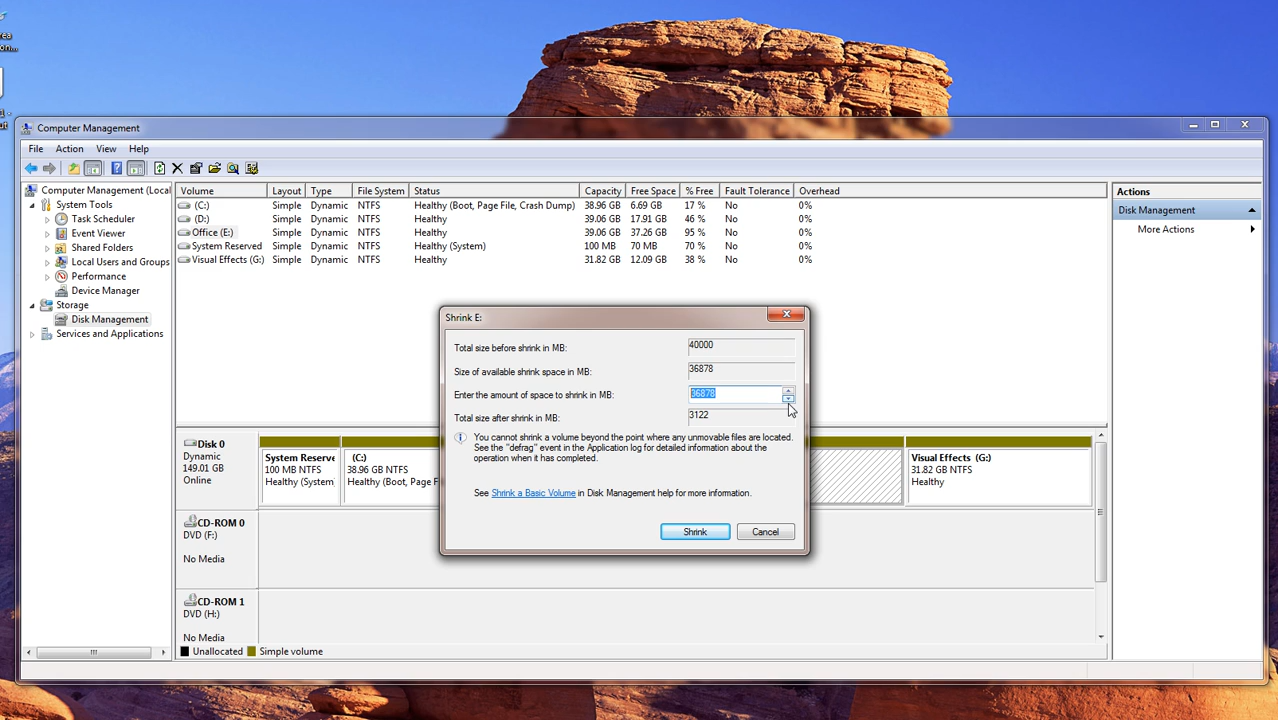 Computer Management
File Action View Help
Computer Management (Local
System Tools
Task Scheduler
Event Viewer
Shared Folders
Local Users and Groups
Performance
Device Manager
Storage
Disk Management
Services and Applications
Volume Layout Type File System Status Capacity Free Space % Free Fault Tolerance Overhead
(C:) Simple Dynamic NTFS Healthy (Boot, Page File, Crash Dump) 38.96 GB 6.69 GB 17 % No 0%
(D:) Simple Dynamic NTFS Healthy 39.06 GB 17.91 GB 46 % No 0%
Office (E:) Simple Dynamic NTFS Healthy 39.06 GB 37.26 GB 95 % No 0%
System Reserved Simple Dynamic NTFS Healthy (System) 100 MB 70 MB 70 % No 0%
Visual Effects (G:) Simple Dynamic NTFS Healthy 31.82 GB 12.09 GB 38 % No 0%
Actions
Disk Management
More Actions
Shrink E:
Total size before shrink in MB: 40000
Size of available shrink space in MB: 36878
Enter the amount of space to shrink in MB: 36878
Total size after shrink in MB: 3122
You cannot shrink a volume beyond the point where any unmovable files are located.
See the "defrag" event in the Application log for detailed information about the
operation when it has completed.
See Shrink a Basic Volume in Disk Management help for more information.
Shrink Cancel
Disk 0
Dynamic
149.01 GB
Online
System Reserve
100 MB NTFS
Healthy (System
(C:)
38.96 GB NTFS
Healthy (Boot, Page F
Visual Effects (G:)
31.82 GB NTFS
Healthy
CD-ROM 0
DVD (F:)
No Media
CD-ROM 1
DVD (H:)
No Media
Unallocated Simple volume